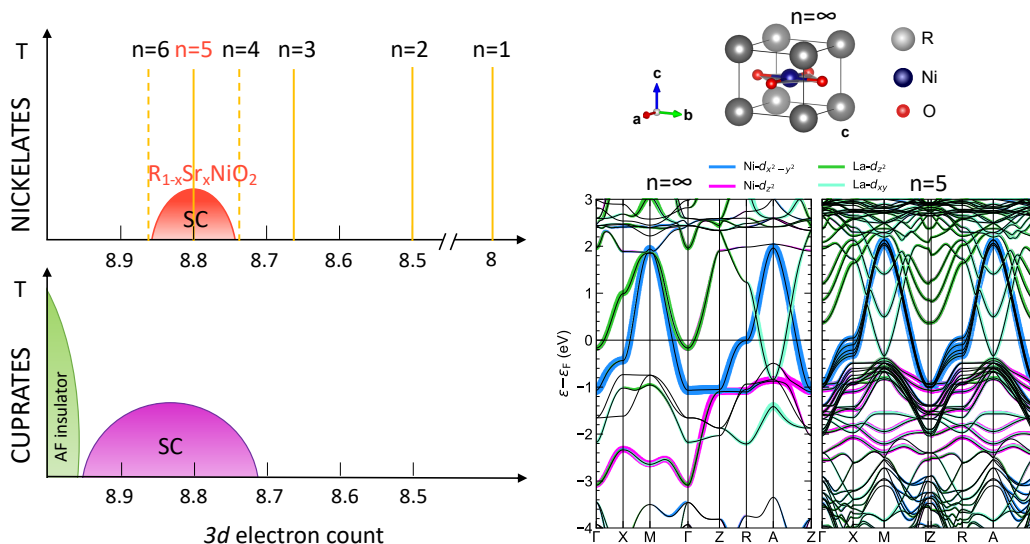 T
NICKELATES
n=6 n=5 n=4 n=3 n=2 n=1
R1-xSrxNiO2
SC
8.9 8.8 8.7 8.5 8
T
CUPRATES
AF insulator
SC
8.9 8.8 8.7 8.6 8.5
3d electron count
n=∞
c
a
b
c
R
Ni
O
Ni-dx²−y²
Ni-dz²
La-dz²
La-dxy
n=∞
n=5
ε−εF (eV)
3
2
1
0
−1
−2
−3
−4
Γ X M Γ Z R A Z
Γ X M Γ Z R A Z